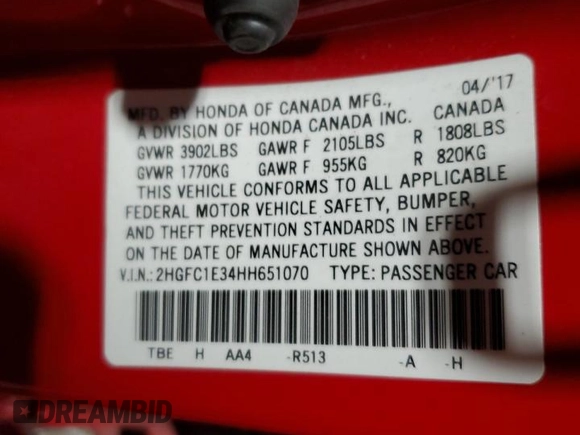 04/'17
MFD. BY HONDA OF CANADA MFG.,
A DIVISION OF HONDA CANADA INC. CANADA
GVWR 3902LBS GAWR F 2105LBS R 1808LBS
GVWR 1770KG GAWR F 955KG R 820KG
THIS VEHICLE CONFORMS TO ALL APPLICABLE
FEDERAL MOTOR VEHICLE SAFETY, BUMPER,
AND THEFT PREVENTION STANDARDS IN EFFECT
ON THE DATE OF MANUFACTURE SHOWN ABOVE.
V.I.N.: 2HGFC1E34HH651070 TYPE: PASSENGER CAR
TBE H AA4 -R513 -A -H
DREAMBID